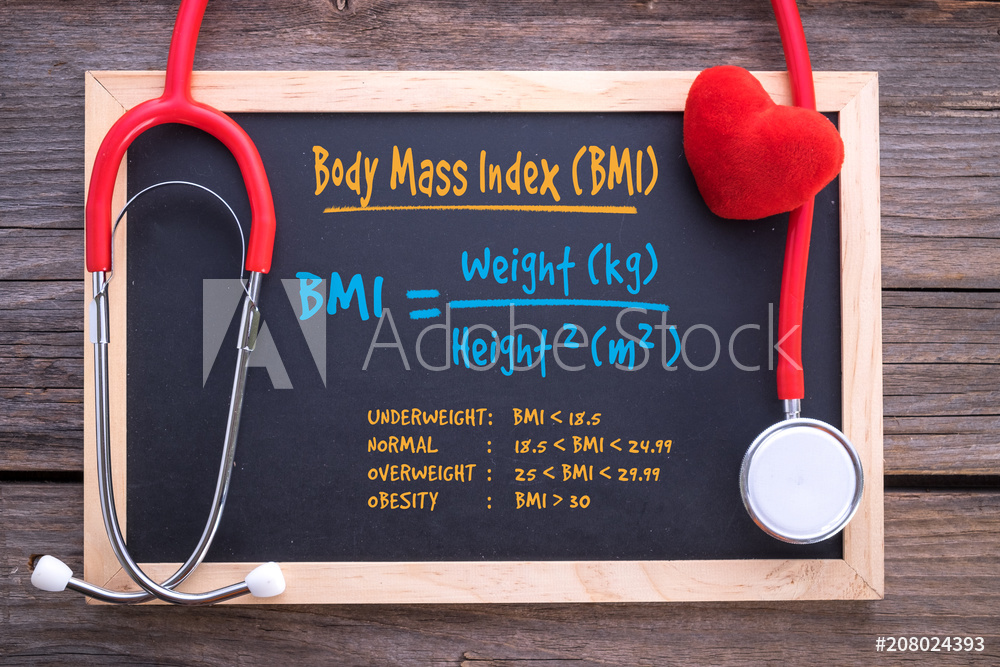 Body Mass Index (BMI)
BMI = Weight (kg)
Height² (m²)
UNDERWEIGHT: BMI < 18.5
NORMAL : 18.5 < BMI < 24.99
OVERWEIGHT : 25 < BMI < 29.99
OBESITY : BMI > 30
Adobe Stock
#208024393